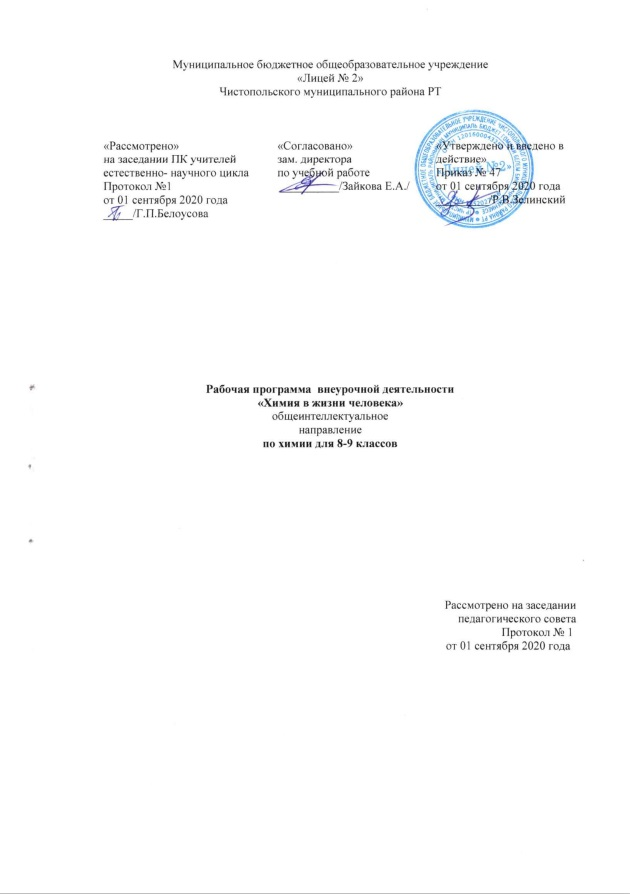 Муниципальное бюджетное общеобразовательное учреждение
«Лицей № 2»
Чистопольского муниципального района РТ
«Рассмотрено»
на заседании ПК учителей
естественно- научного цикла
Протокол №1
от 01 сентября 2020 года
/Г.П.Белоусова
«Согласовано»
зам. директора
по учебной работе
/Зайкова Е.А./
«Утверждено и введено в
действие»
Приказ № 47
от 01 сентября 2020 года
/Р.В.Зелинский
Лицей №2»
Рабочая программа внеурочной деятельности
«Химия в жизни человека»
общеинтеллектуальное
направление
по химии для 8-9 классов
Рассмотрено на заседании
педагогического совета
Протокол № 1
от 01 сентября 2020 года